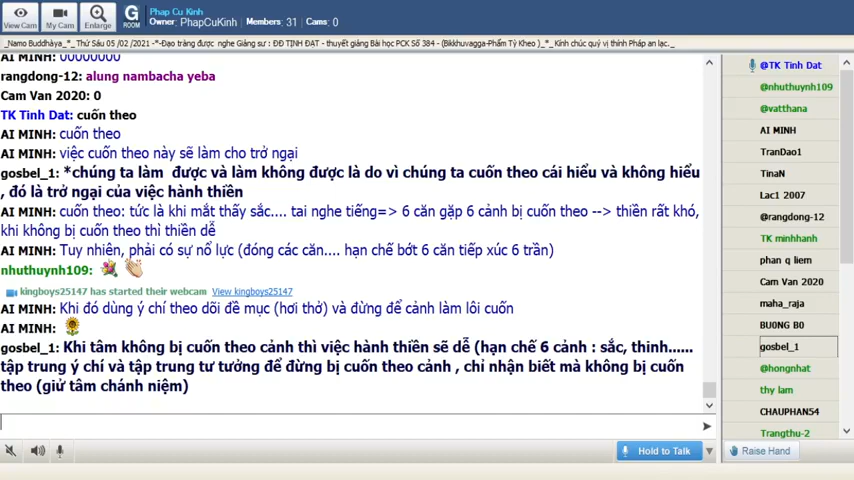 View Cam
My Cam
Enlarge
G
ROOM
Phap Cu Kinh
Owner: PhapCuKinh | Members: 31 | Cams: 0
_Namo Buddhàya_*_ Thứ Sáu 05 /02 /2021 -*-Đạo tràng được nghe Giảng sư : ĐĐ TỊNH ĐẠT - thuyết giảng Bài học PCK Số 384 - (Bikkhuvagga-Phẩm Tỳ Kheo )_*_ Kính chúc quý vị thính Pháp an lạc._
AI MINH: 00000000
rangdong-12: alung nambacha yeba
Cam Van 2020: 0
TK Tinh Dat: cuốn theo
AI MINH: cuốn theo
AI MINH: việc cuốn theo này sẽ làm cho trở ngại
gosbel_1: *chúng ta làm được và làm không được là do vì chúng ta cuốn theo cái hiểu và không hiểu
, đó là trở ngại của việc hành thiền
AI MINH: cuốn theo: tức là khi mắt thấy sắc.... tai nghe tiếng=> 6 căn gặp 6 cảnh bị cuốn theo --> thiền rất khó,
khi không bị cuốn theo thì thiền dễ
AI MINH: Tuy nhiên, phải có sự nổ lực (đóng các căn.... hạn chế bớt 6 căn tiếp xúc 6 trần)
nhuthuynh109:
kingboys25147 has started their webcam View kingboys25147
AI MINH: Khi đó dùng ý chí theo dõi đề mục (hơi thở) và đừng để cảnh làm lôi cuốn
AI MINH:
gosbel_1: Khi tâm không bị cuốn theo cảnh thì việc hành thiền sẽ dễ (hạn chế 6 cảnh : sắc, thinh......
tập trung ý chí và tập trung tư tưởng để đừng bị cuốn theo cảnh , chỉ nhận biết mà không bị cuốn
theo (giử tâm chánh niệm)
Hold to Talk
@TK Tinh Dat
@nhuthuynh109
@vatthana
AI MINH
TranDao1
TinaN
Lac1 2007
@rangdong-12
TK minhhanh
phan q liem
Cam Van 2020
maha_raja
BUONG B0
gosbel_1
@hongnhat
thy lam
CHAUPHAN54
Trangthu-2
Raise Hand